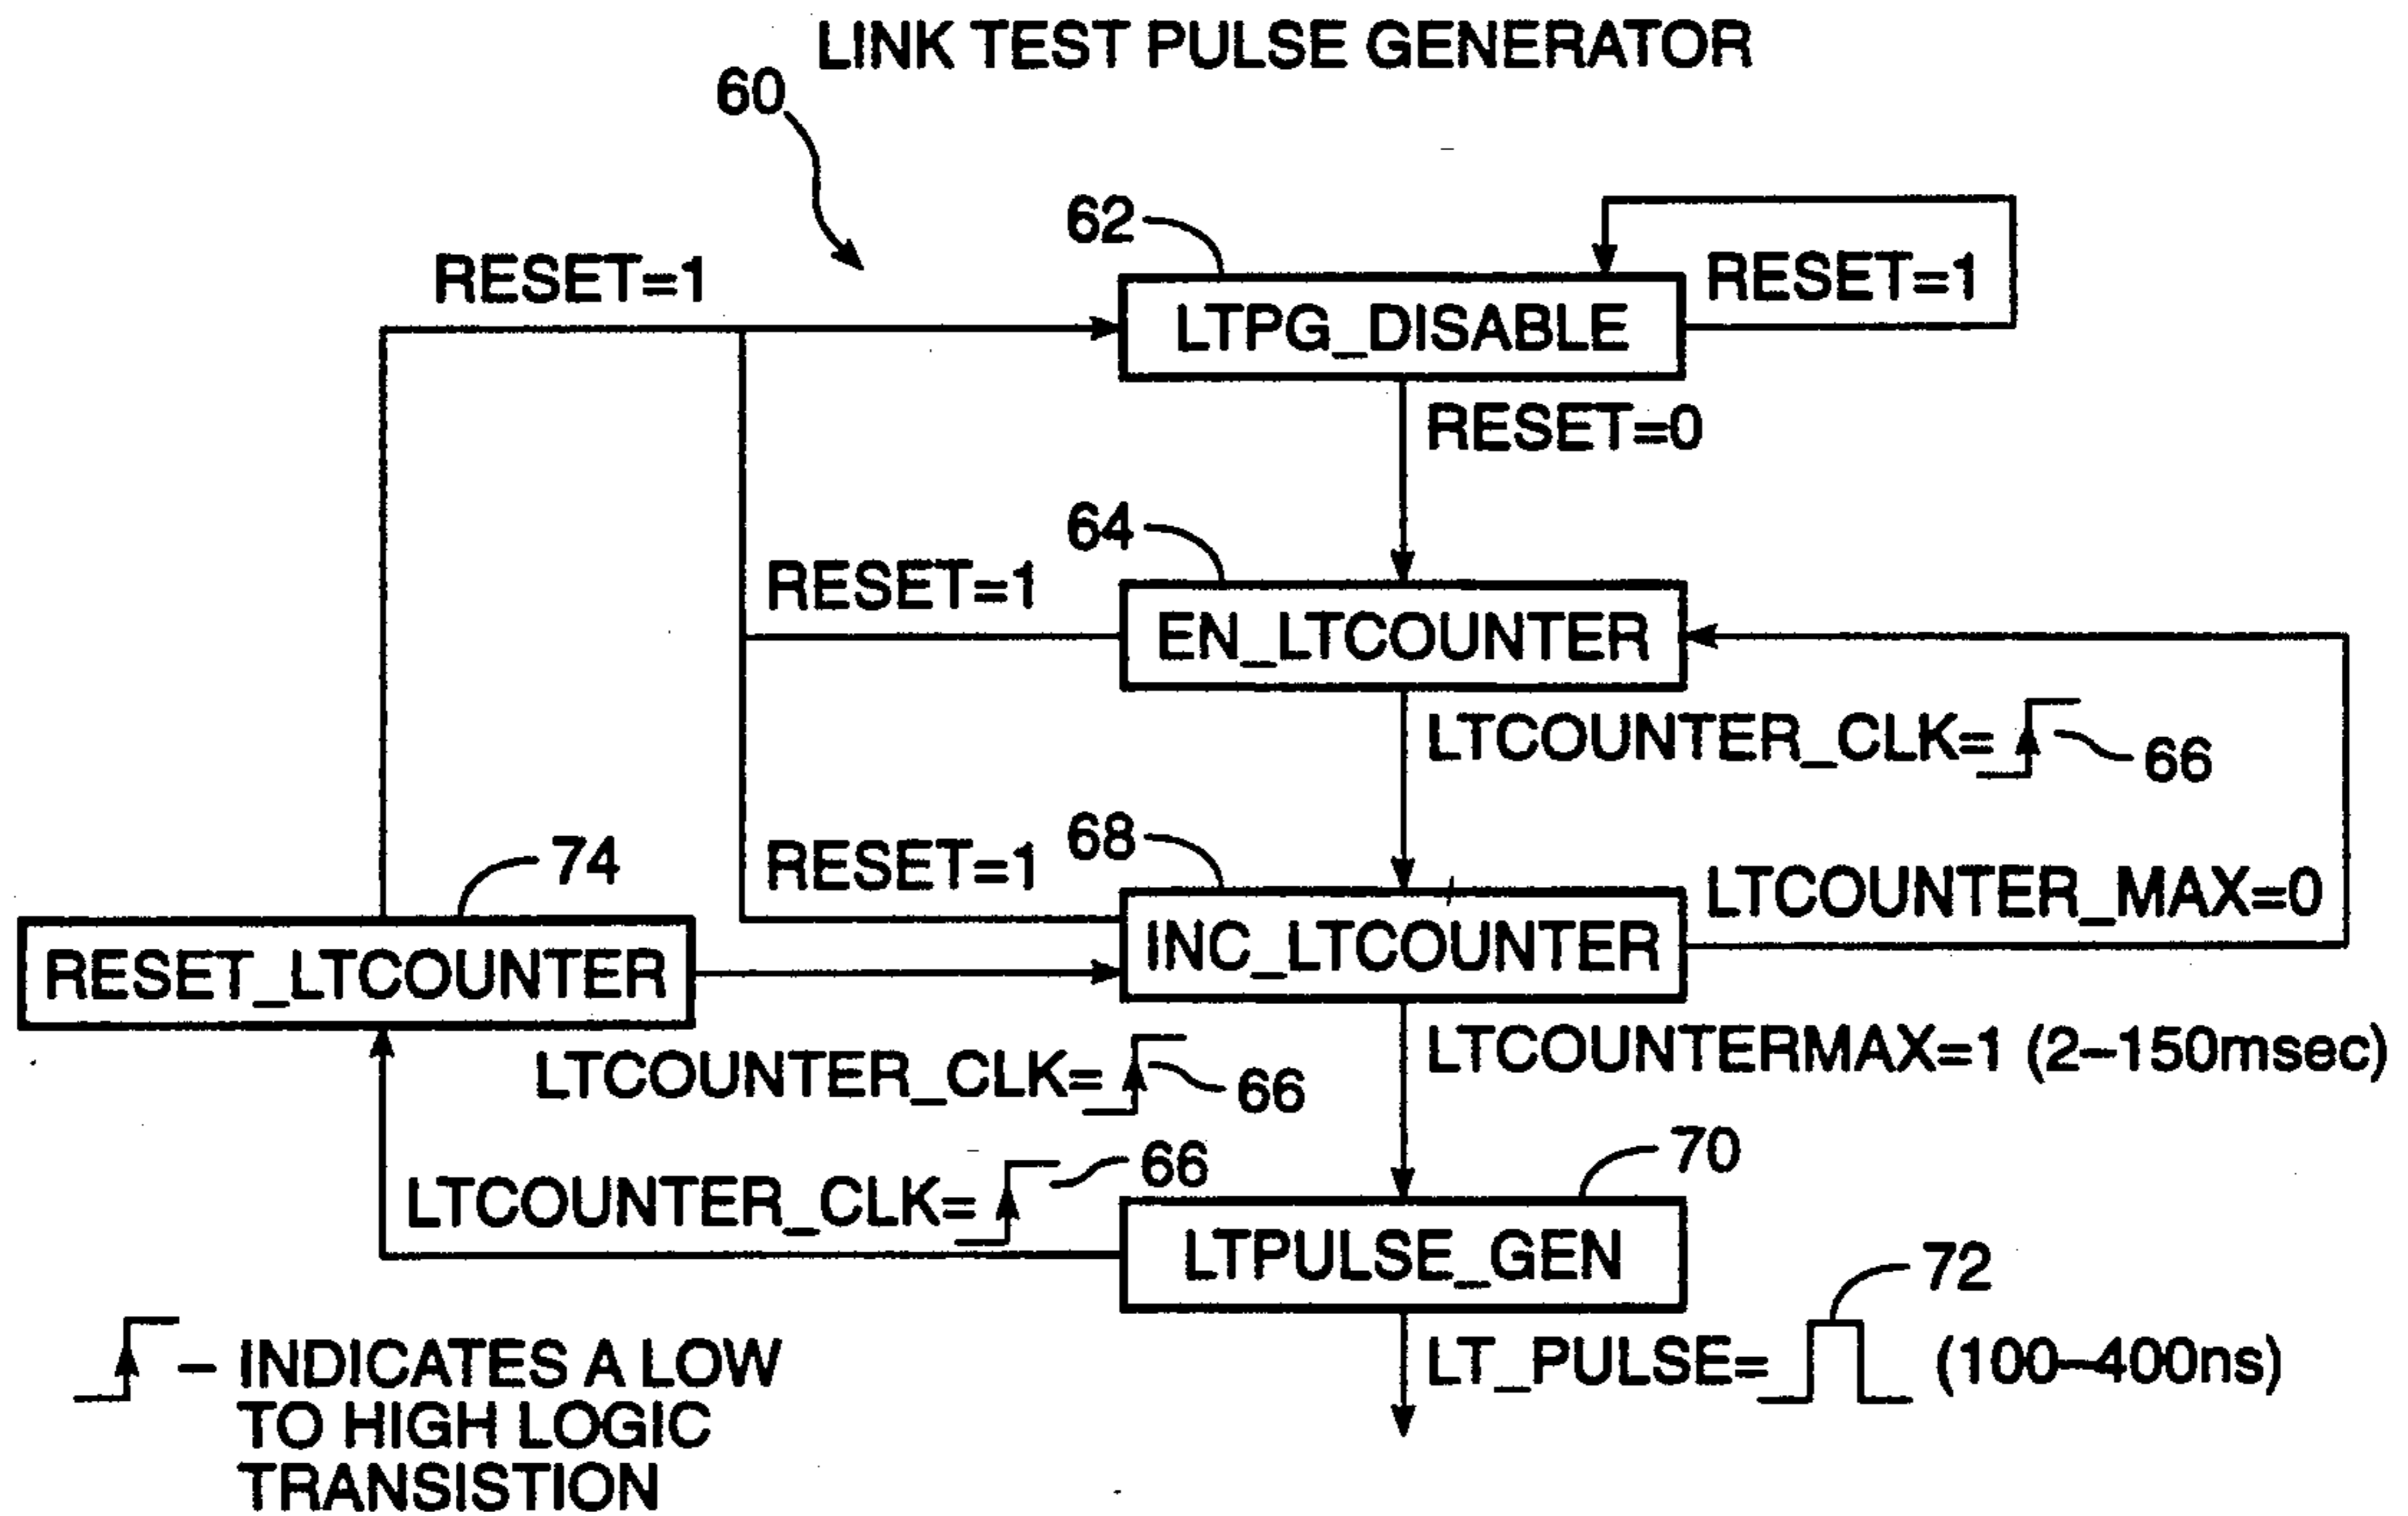 LINK TEST PULSE GENERATOR
60
62
RESET=1
RESET=1
LTPG_DISABLE
RESET=0
64
RESET=1
EN_LTCOUNTER
LTCOUNTER_CLK=
66
68
RESET=1
74
LTCOUNTER_MAX=0
INC_LTCOUNTER
RESET_LTCOUNTER
LTCOUNTERMAX=1 (2-150msec)
LTCOUNTER_CLK=
66
70
LTCOUNTER_CLK=
66
LTPULSE_GEN
72
LT_PULSE=
(100-400ns)
- INDICATES A LOW
TO HIGH LOGIC
TRANSISTION